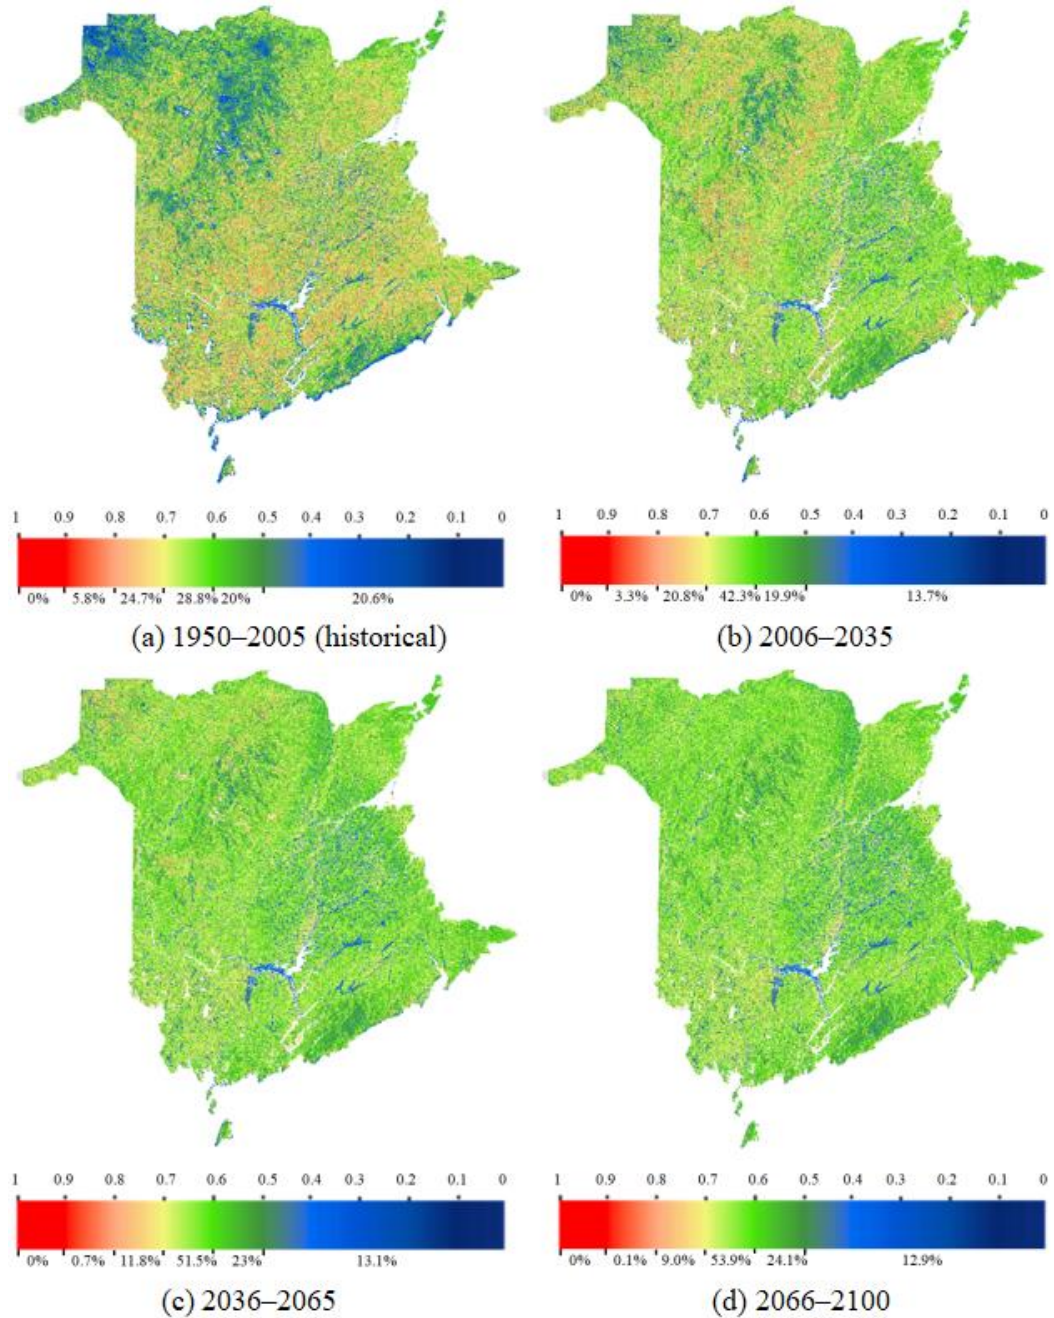 1 0.9 0.8 0.7 0.6 0.5 0.4 0.3 0.2 0.1 0
0% 5.8% 24.7% 28.8% 20% 20.6%
(a) 1950–2005 (historical)
1 0.9 0.8 0.7 0.6 0.5 0.4 0.3 0.2 0.1 0
0% 3.3% 20.8% 42.3% 19.9% 13.7%
(b) 2006–2035
1 0.9 0.8 0.7 0.6 0.5 0.4 0.3 0.2 0.1 0
0% 0.7% 11.8% 51.5% 23% 13.1%
(c) 2036–2065
1 0.9 0.8 0.7 0.6 0.5 0.4 0.3 0.2 0.1 0
0% 0.1% 9.0% 53.9% 24.1% 12.9%
(d) 2066–2100